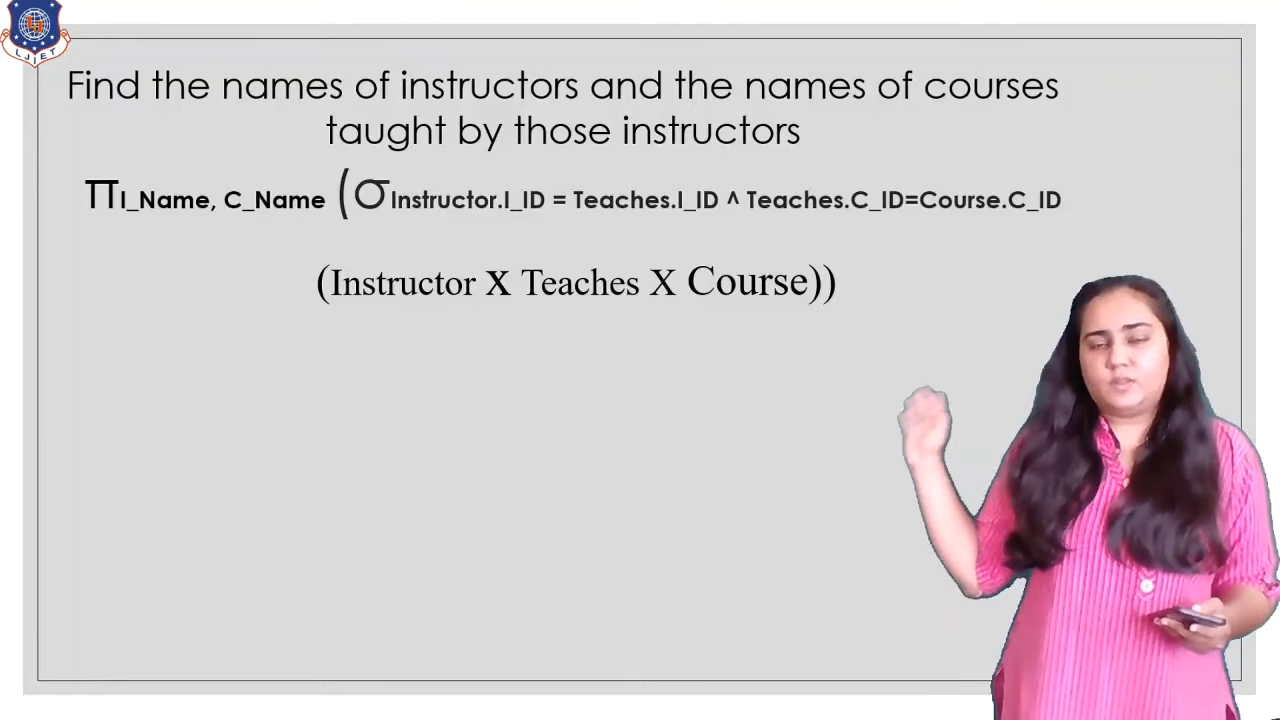 LJIET
Find the names of instructors and the names of courses
taught by those instructors
ΠI_Name, C_Name (σInstructor.I_ID = Teaches.I_ID ^ Teaches.C_ID=Course.C_ID
(Instructor X Teaches X Course))